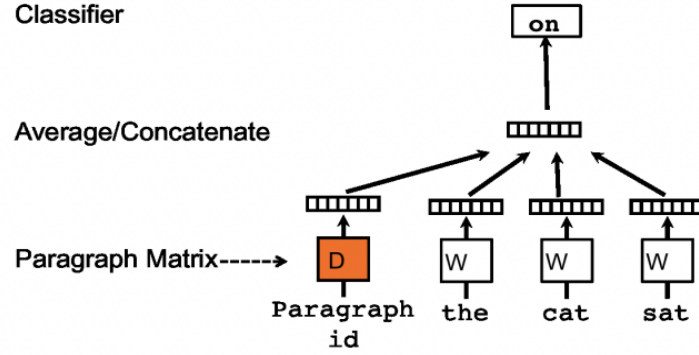 Classifier
on
Average/Concatenate
Paragraph Matrix
D
W
W
W
Paragraph
id
the
cat
sat